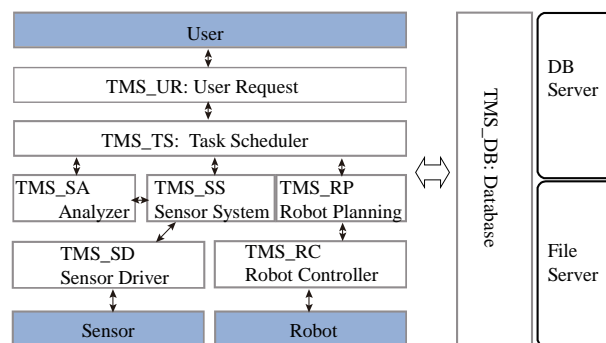 User
TMS_UR: User Request
TMS_TS: Task Scheduler
TMS_SA
Analyzer
TMS_SS
Sensor System
TMS_RP
Robot Planning
TMS_SD
Sensor Driver
TMS_RC
Robot Controller
Sensor
Robot
TMS_DB: Database
DB
Server
File
Server